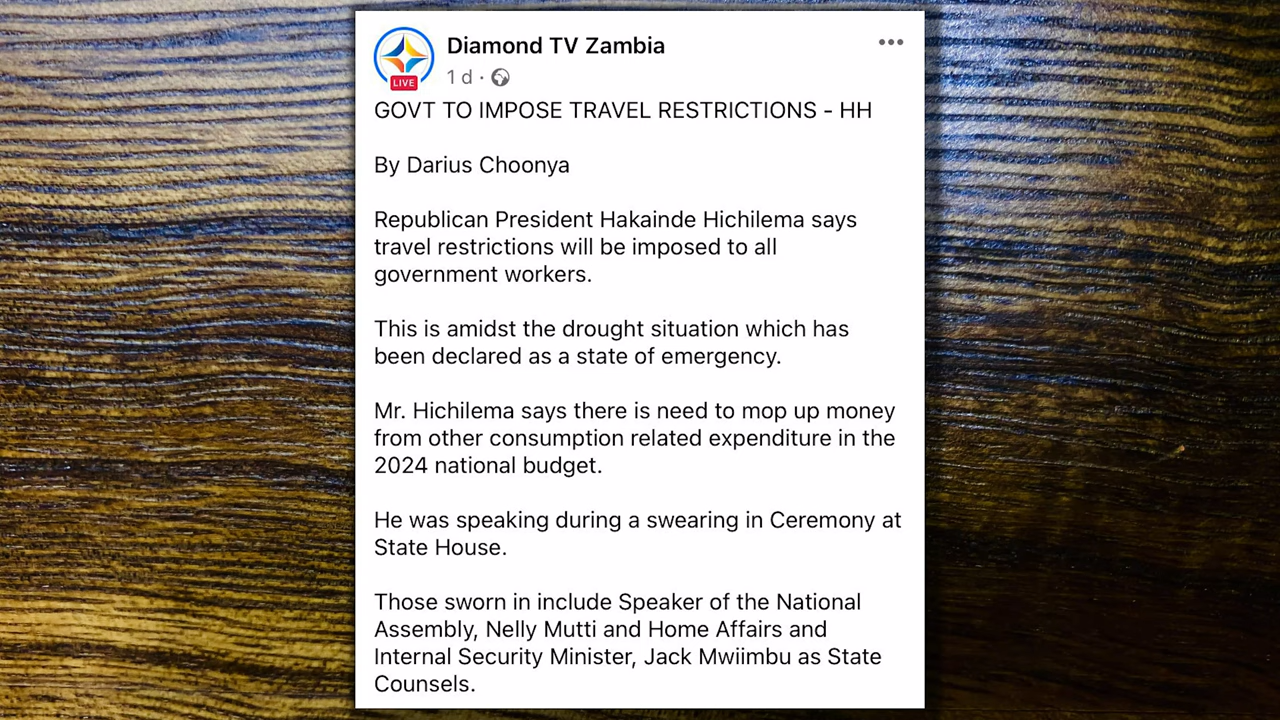 Diamond TV Zambia
LIVE
1 d ·
GOVT TO IMPOSE TRAVEL RESTRICTIONS - HH
By Darius Choonya
Republican President Hakainde Hichilema says
travel restrictions will be imposed to all
government workers.
This is amidst the drought situation which has
been declared as a state of emergency.
Mr. Hichilema says there is need to mop up money
from other consumption related expenditure in the
2024 national budget.
He was speaking during a swearing in Ceremony at
State House.
Those sworn in include Speaker of the National
Assembly, Nelly Mutti and Home Affairs and
Internal Security Minister, Jack Mwiimbu as State
Counsels.